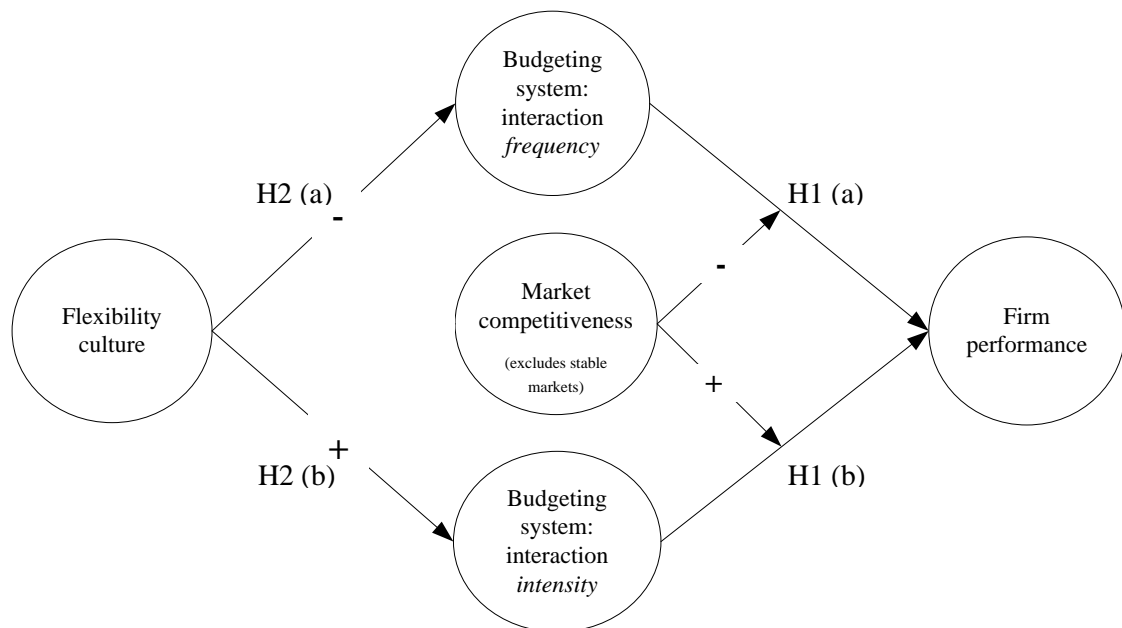 Budgeting
system:
interaction
frequency
H2 (a)
-
H1 (a)
-
Flexibility
culture
Market
competitiveness
(excludes stable
markets)
Firm
performance
+
+
H2 (b)
H1 (b)
Budgeting
system:
interaction
intensity